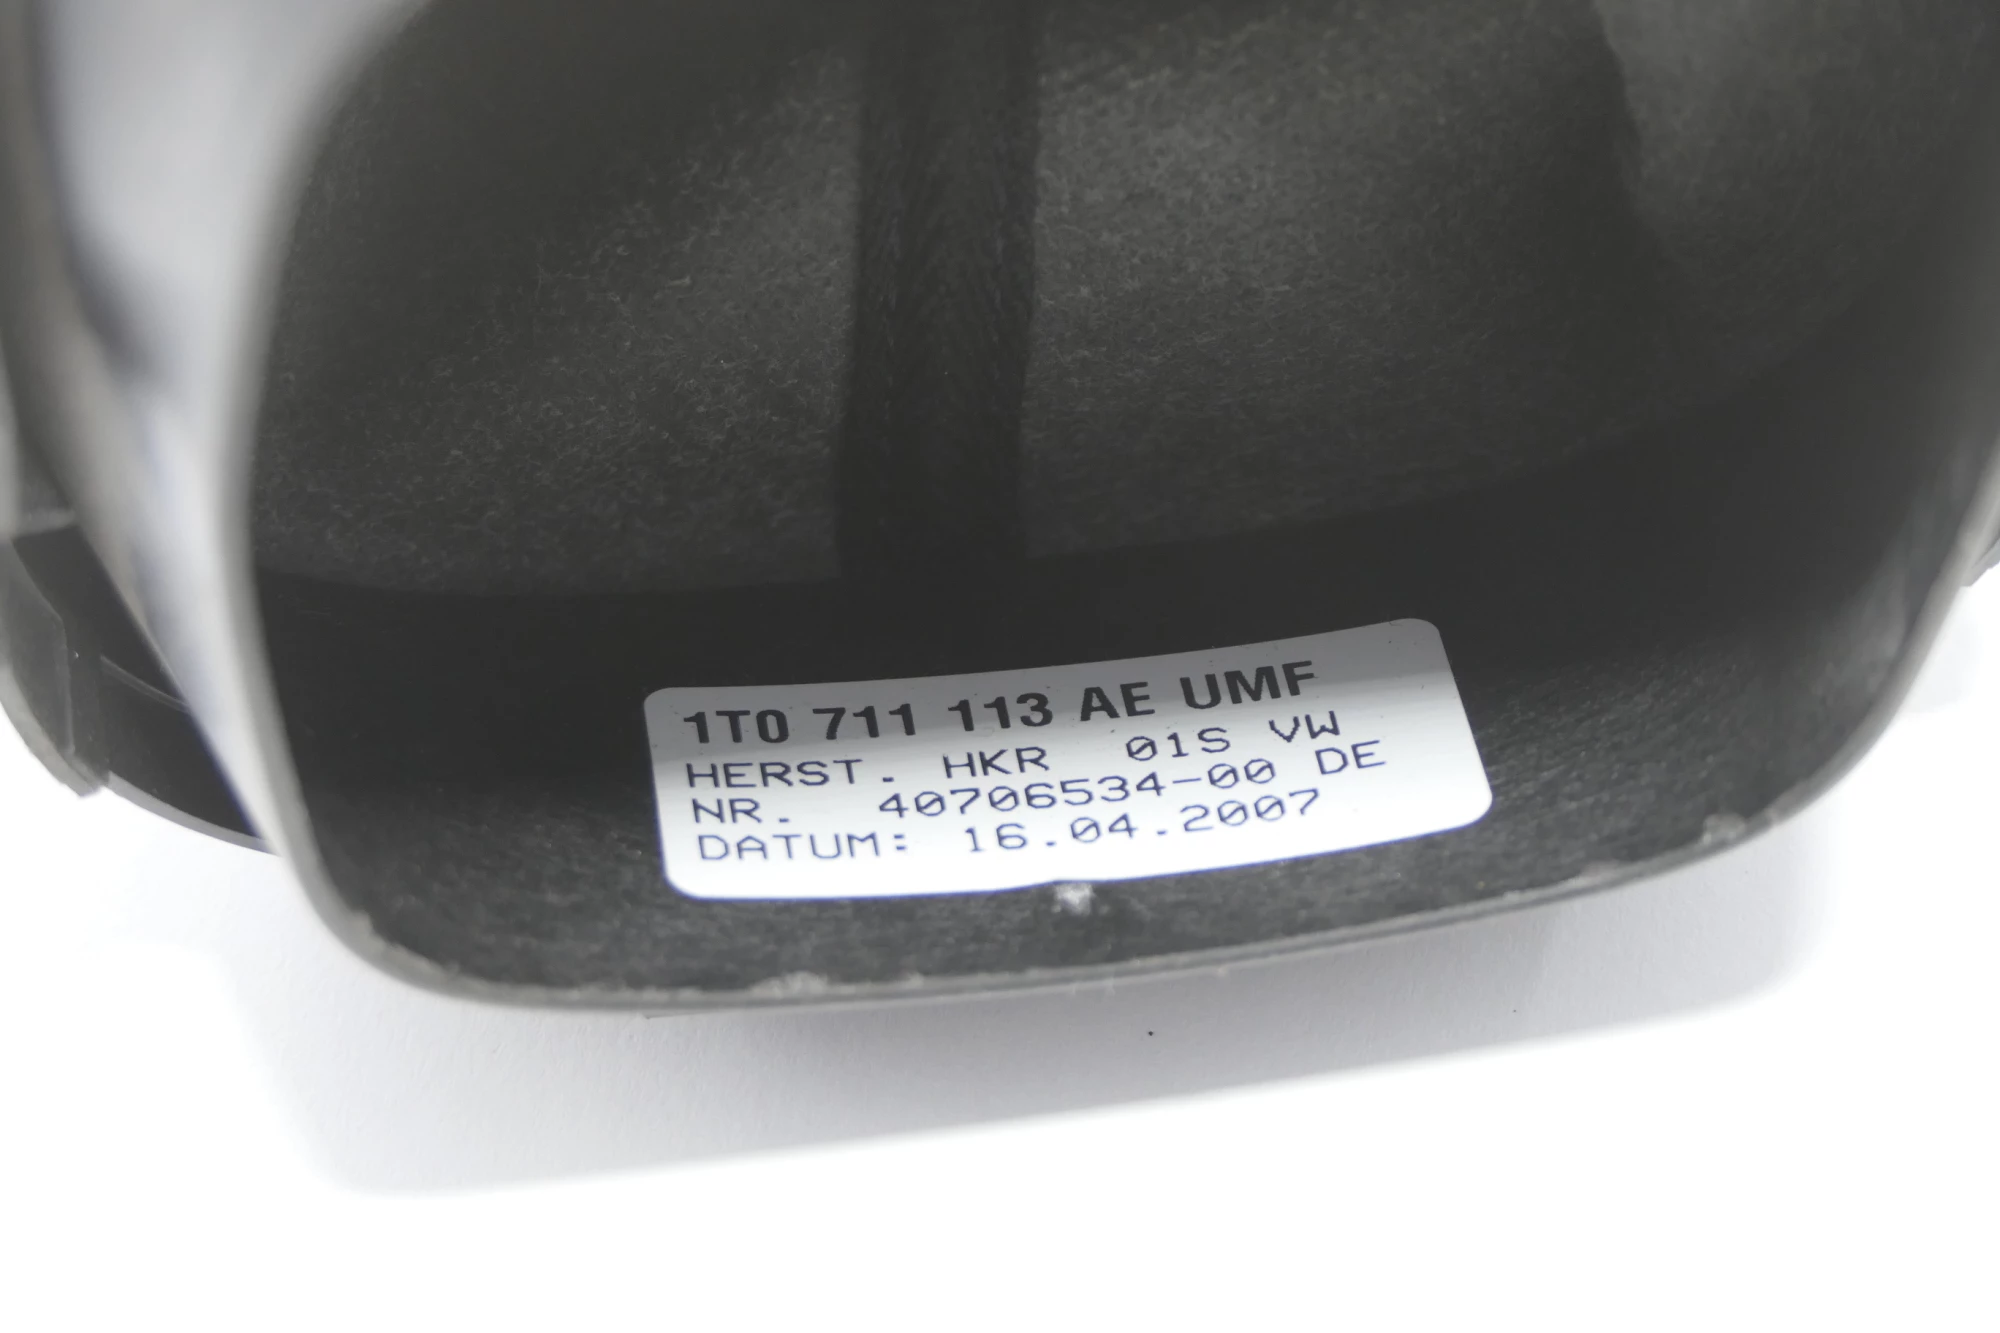 1T0 711 113 AE UMF
HERST. HKR 01S VW
NR. 40706534-00 DE
DATUM: 16.04.2007